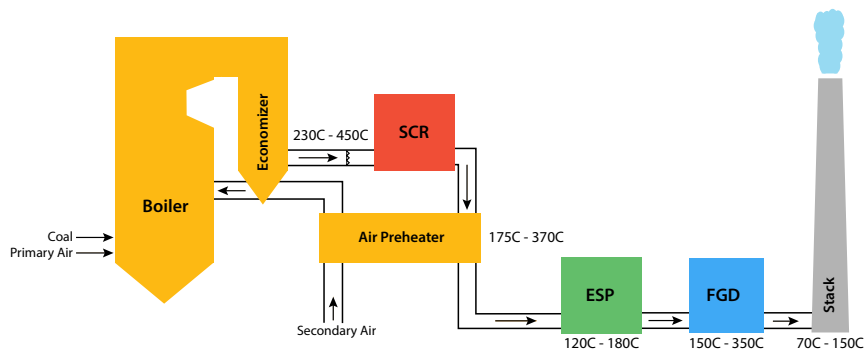 Economizer
230C - 450C
SCR
Boiler
Coal
Primary Air
Air Preheater
175C - 370C
Secondary Air
ESP
120C - 180C
FGD
150C - 350C
Stack
70C - 150C